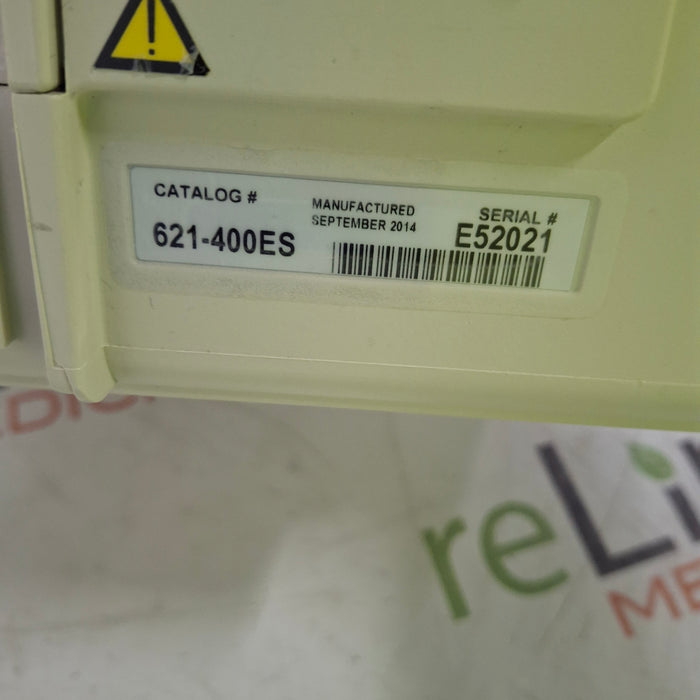 CATALOG #
621-400ES
MANUFACTURED
SEPTEMBER 2014
SERIAL #
E52021
reLi
ME